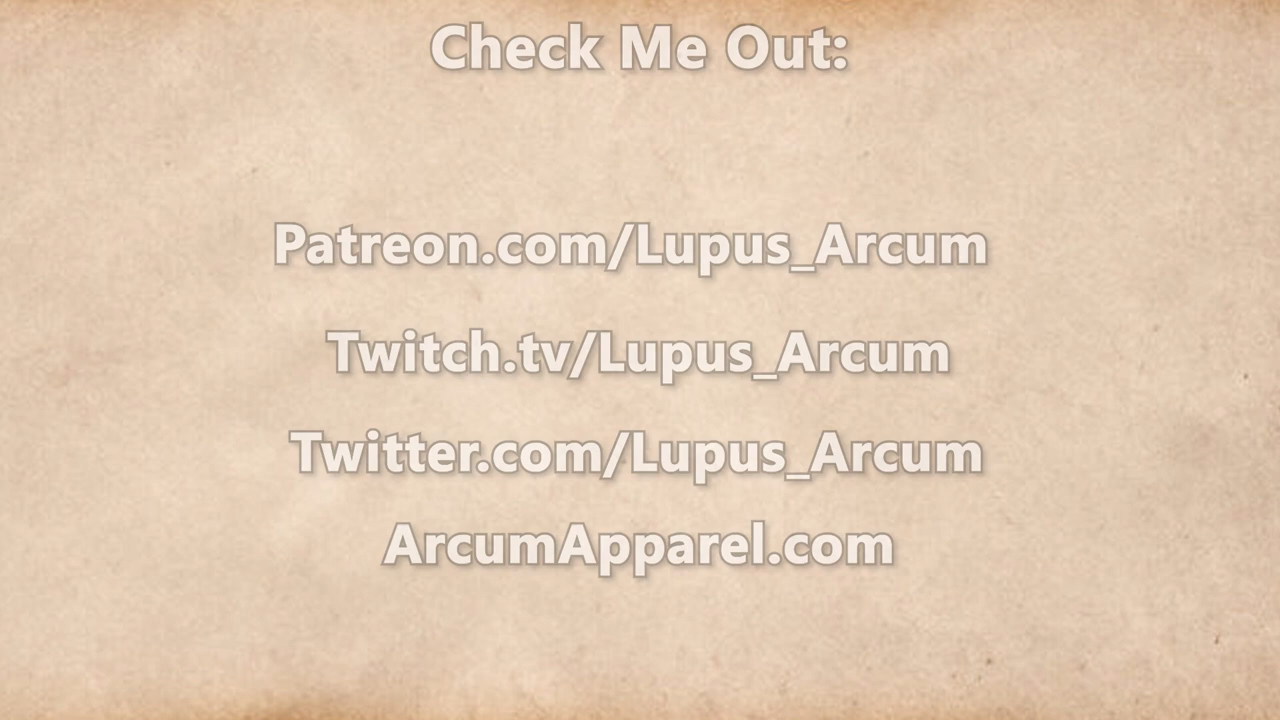 Check Me Out:
Patreon.com/Lupus_Arcum
Twitch.tv/Lupus_Arcum
Twitter.com/Lupus_Arcum
ArcumApparel.com